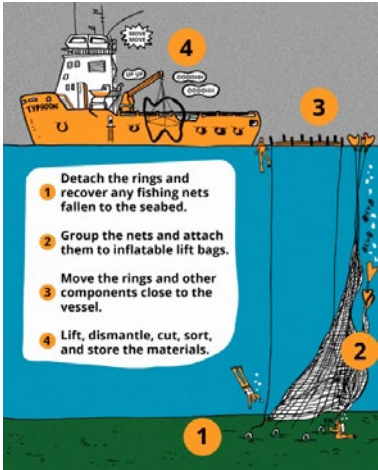 MOVE
MOVE
4
UP UP
OOOOHH
OOOOHH
3
1 Detach the rings and
recover any fishing nets
fallen to the seabed.
2 Group the nets and attach
them to inflatable lift bags.
3 Move the rings and other
components close to the
vessel.
4 Lift, dismantle, cut, sort,
and store the materials.
2
1